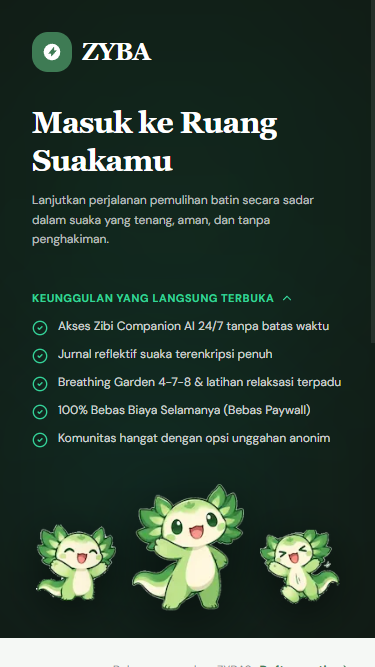 ZYBA
Masuk ke Ruang
Suakamu
Lanjutkan perjalanan pemulihan batin secara sadar
dalam suaka yang tenang, aman, dan tanpa
penghakiman.
KEUNGGULAN YANG LANGSUNG TERBUKA
Akses Zibi Companion AI 24/7 tanpa batas waktu
Jurnal reflektif suaka terenkripsi penuh
Breathing Garden 4-7-8 & latihan relaksasi terpadu
100% Bebas Biaya Selamanya (Bebas Paywall)
Komunitas hangat dengan opsi unggahan anonim